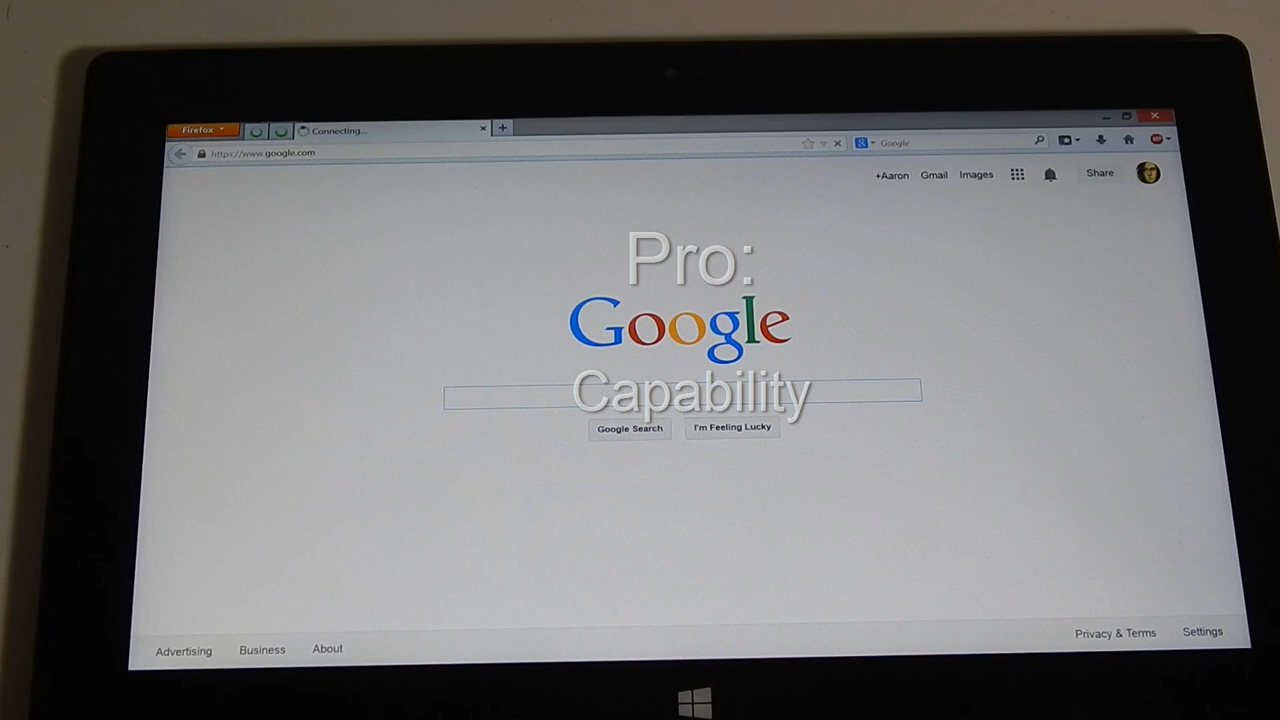 Firefox
Connecting...
https://www.google.com
Google
+Aaron Gmail Images Share
Pro:
Google
Capability
Google Search I'm Feeling Lucky
Advertising Business About
Privacy & Terms Settings